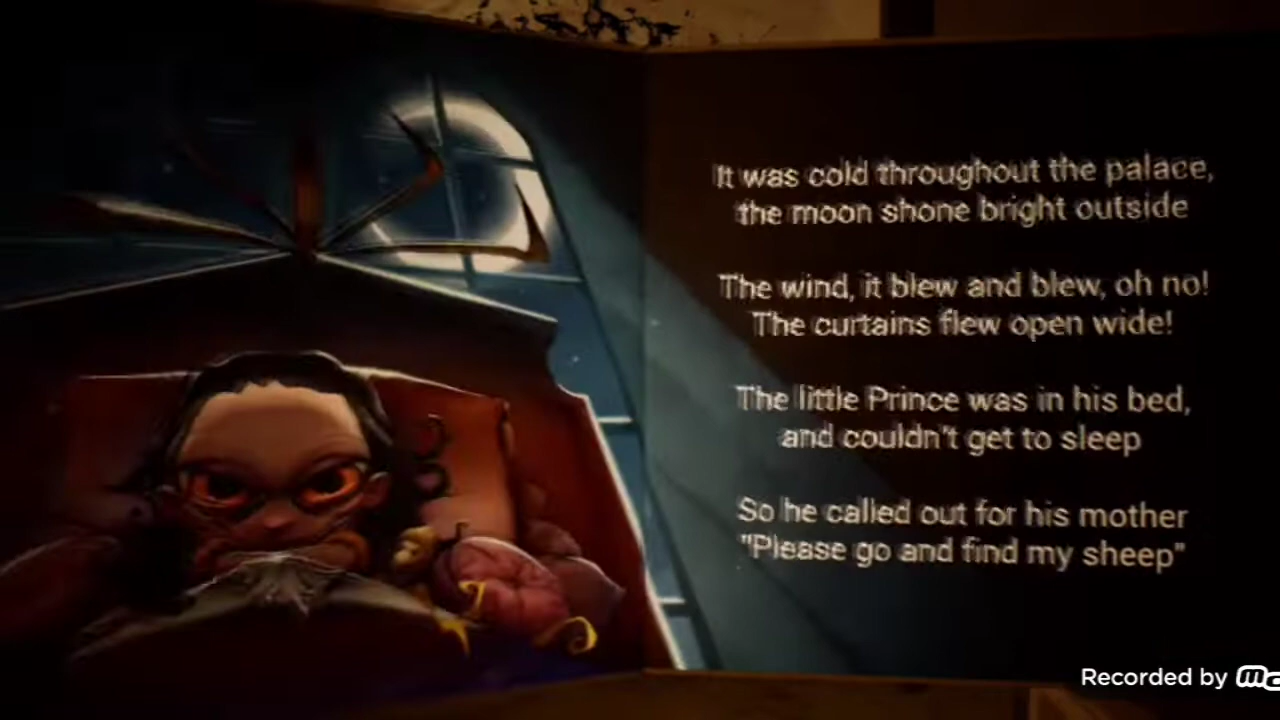 It was cold throughout the palace,
the moon shone bright outside
The wind, it blew and blew, oh no!
The curtains flew open wide!
The little Prince was in his bed,
and couldn't get to sleep
So he called out for his mother
"Please go and find my sheep"
Recorded by